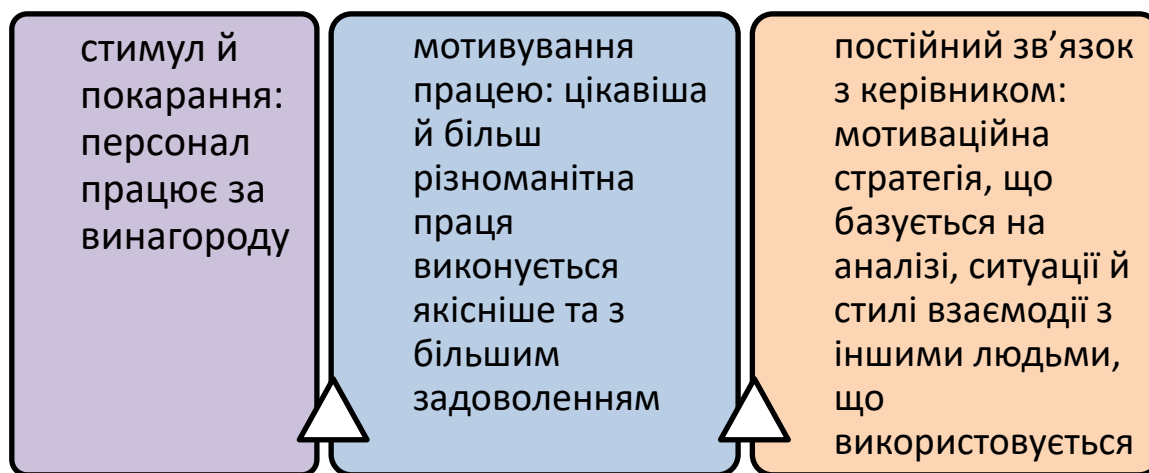 стимул й
покарання:
персонал
працює за
винагороду
мотивування
працею: цікавіша
й більш
різноманітна
праця
виконується
якісніше та з
більшим
задоволенням
постійний зв’язок
з керівником:
мотиваційна
стратегія, що
базується на
аналізі, ситуації й
стилі взаємодії з
іншими людьми,
що
використовується